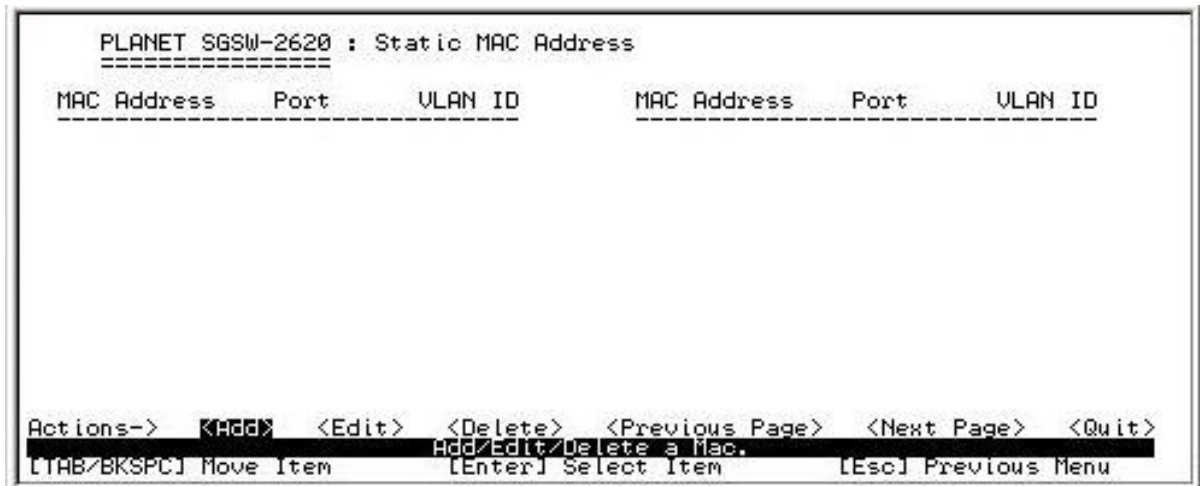 PLANET SGSW-2620 : Static MAC Address
=================
MAC Address Port VLAN ID MAC Address Port VLAN ID
Actions-> <Add> <Edit> <Delete> <Previous Page> <Next Page> <Quit>
Add/Edit/Delete a Mac.
[TAB/BKSPC] Move Item [Enter] Select Item [Esc] Previous Menu